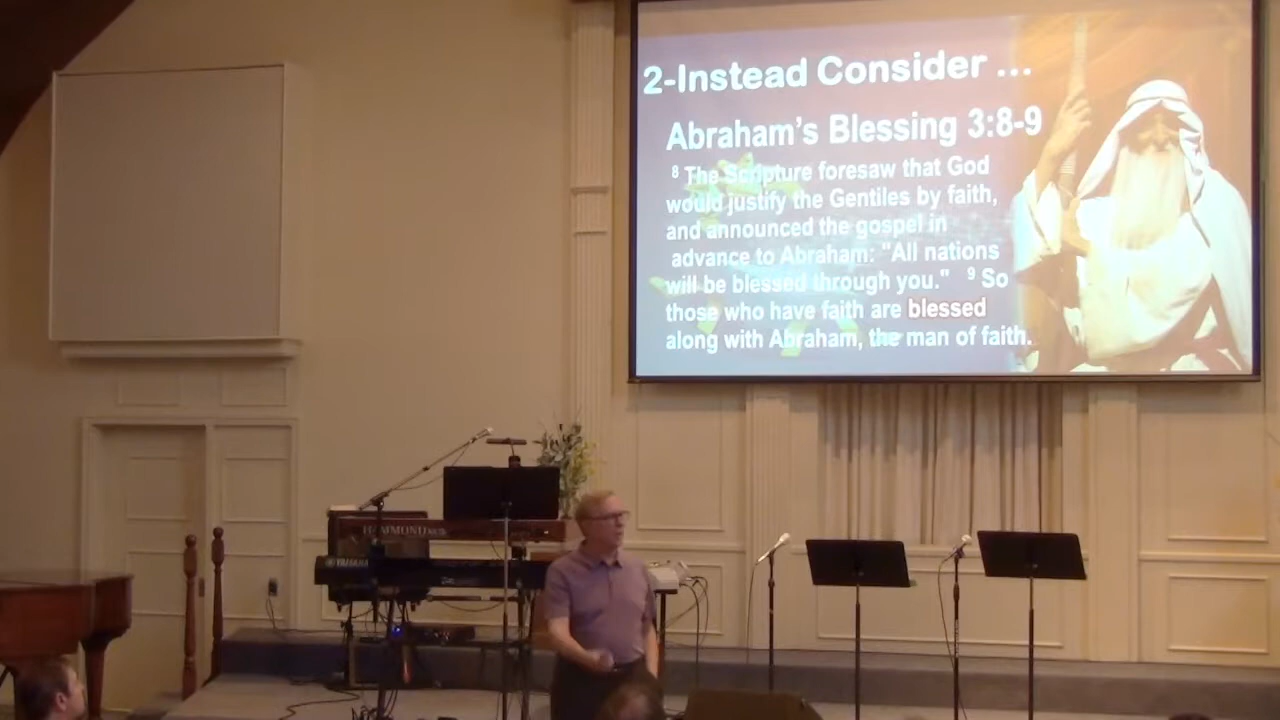 2-Instead Consider ...
Abraham's Blessing 3:8-9
8 The Scripture foresaw that God
would justify the Gentiles by faith,
and announced the gospel in
advance to Abraham: "All nations
will be blessed through you." 9 So
those who have faith are blessed
along with Abraham, the man of faith.
HAMMOND
YAMAHA